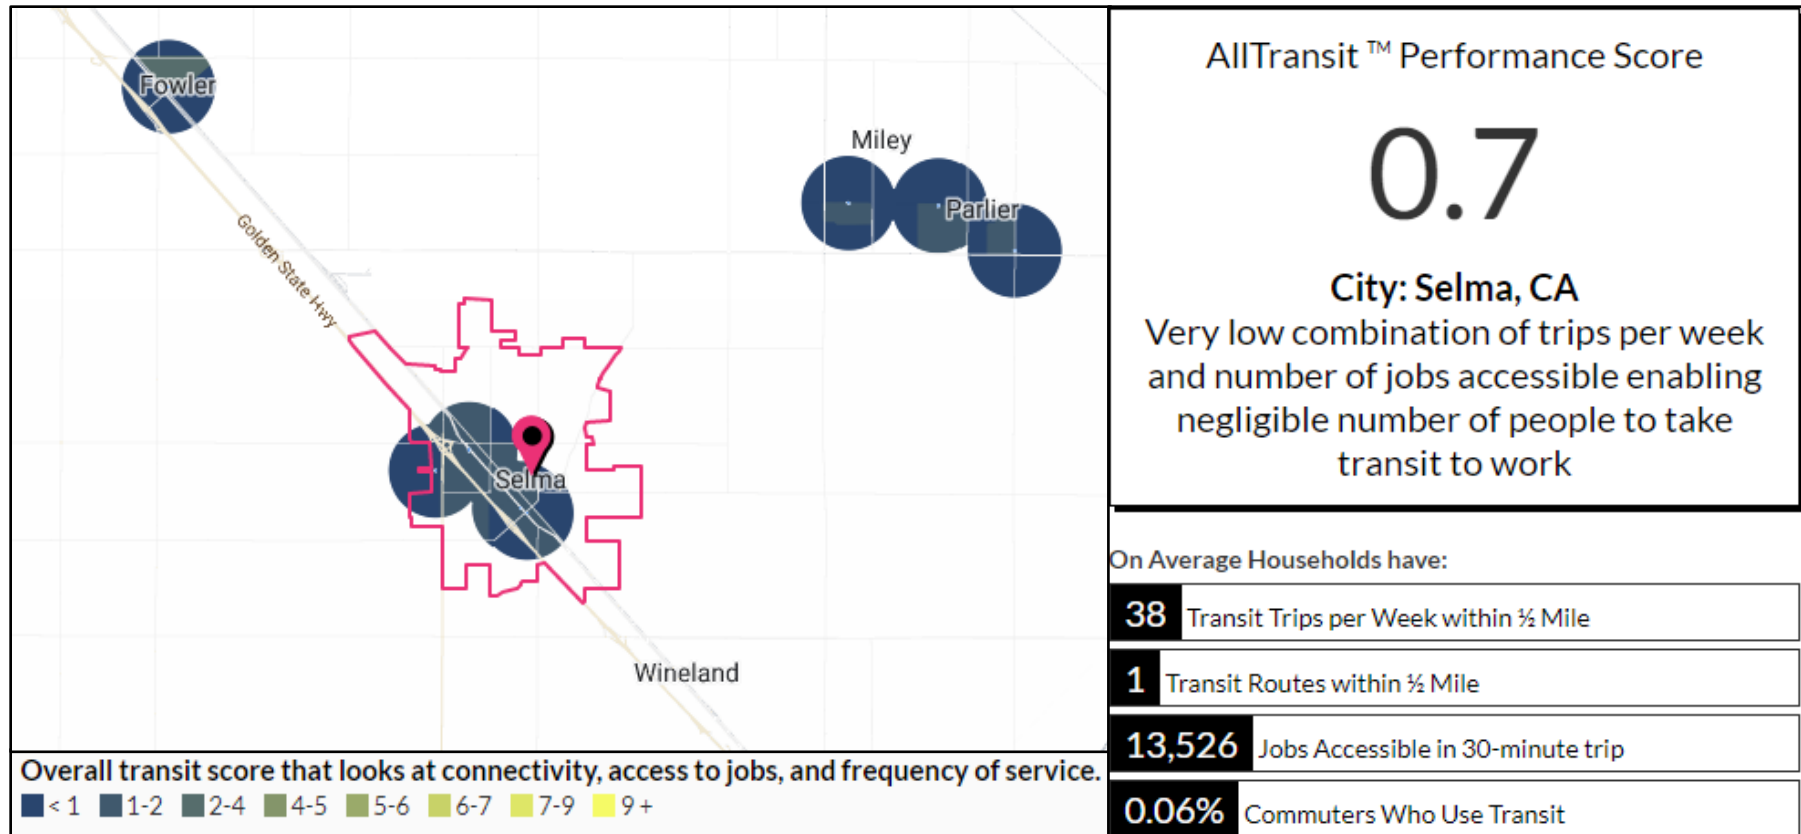 Fowler
Miley
Parlier
Golden State Hwy
Selma
Wineland
Overall transit score that looks at connectivity, access to jobs, and frequency of service.
< 1 1-2 2-4 4-5 5-6 6-7 7-9 9 +
AllTransit ™ Performance Score
0.7
City: Selma, CA
Very low combination of trips per week
and number of jobs accessible enabling
negligible number of people to take
transit to work
On Average Households have:
38 Transit Trips per Week within ½ Mile
1 Transit Routes within ½ Mile
13,526 Jobs Accessible in 30-minute trip
0.06% Commuters Who Use Transit